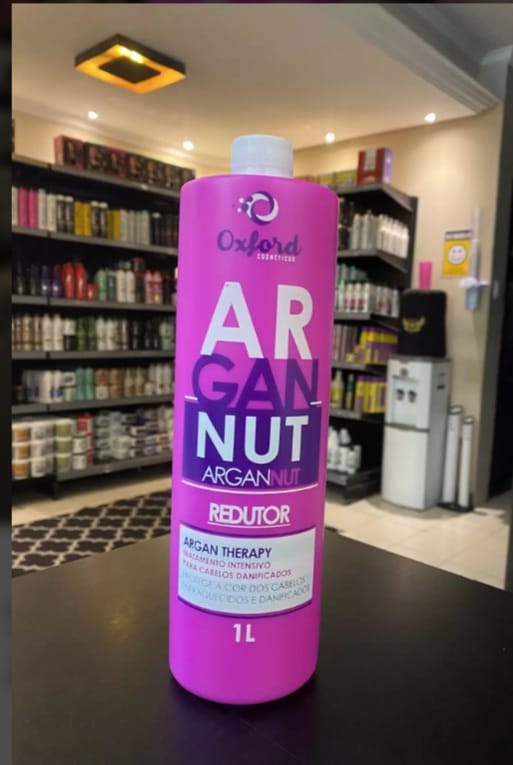 Oxford
COSMÉTICOS
AR
GAN
NUT
ARGANNUT
REDUTOR
ARGAN THERAPY
TRATAMENTO INTENSIVO
PARA CABELOS DANIFICADOS
PROTEGE A COR DOS CABELOS
ENFRAQUECIDOS E DANIFICADOS
1L